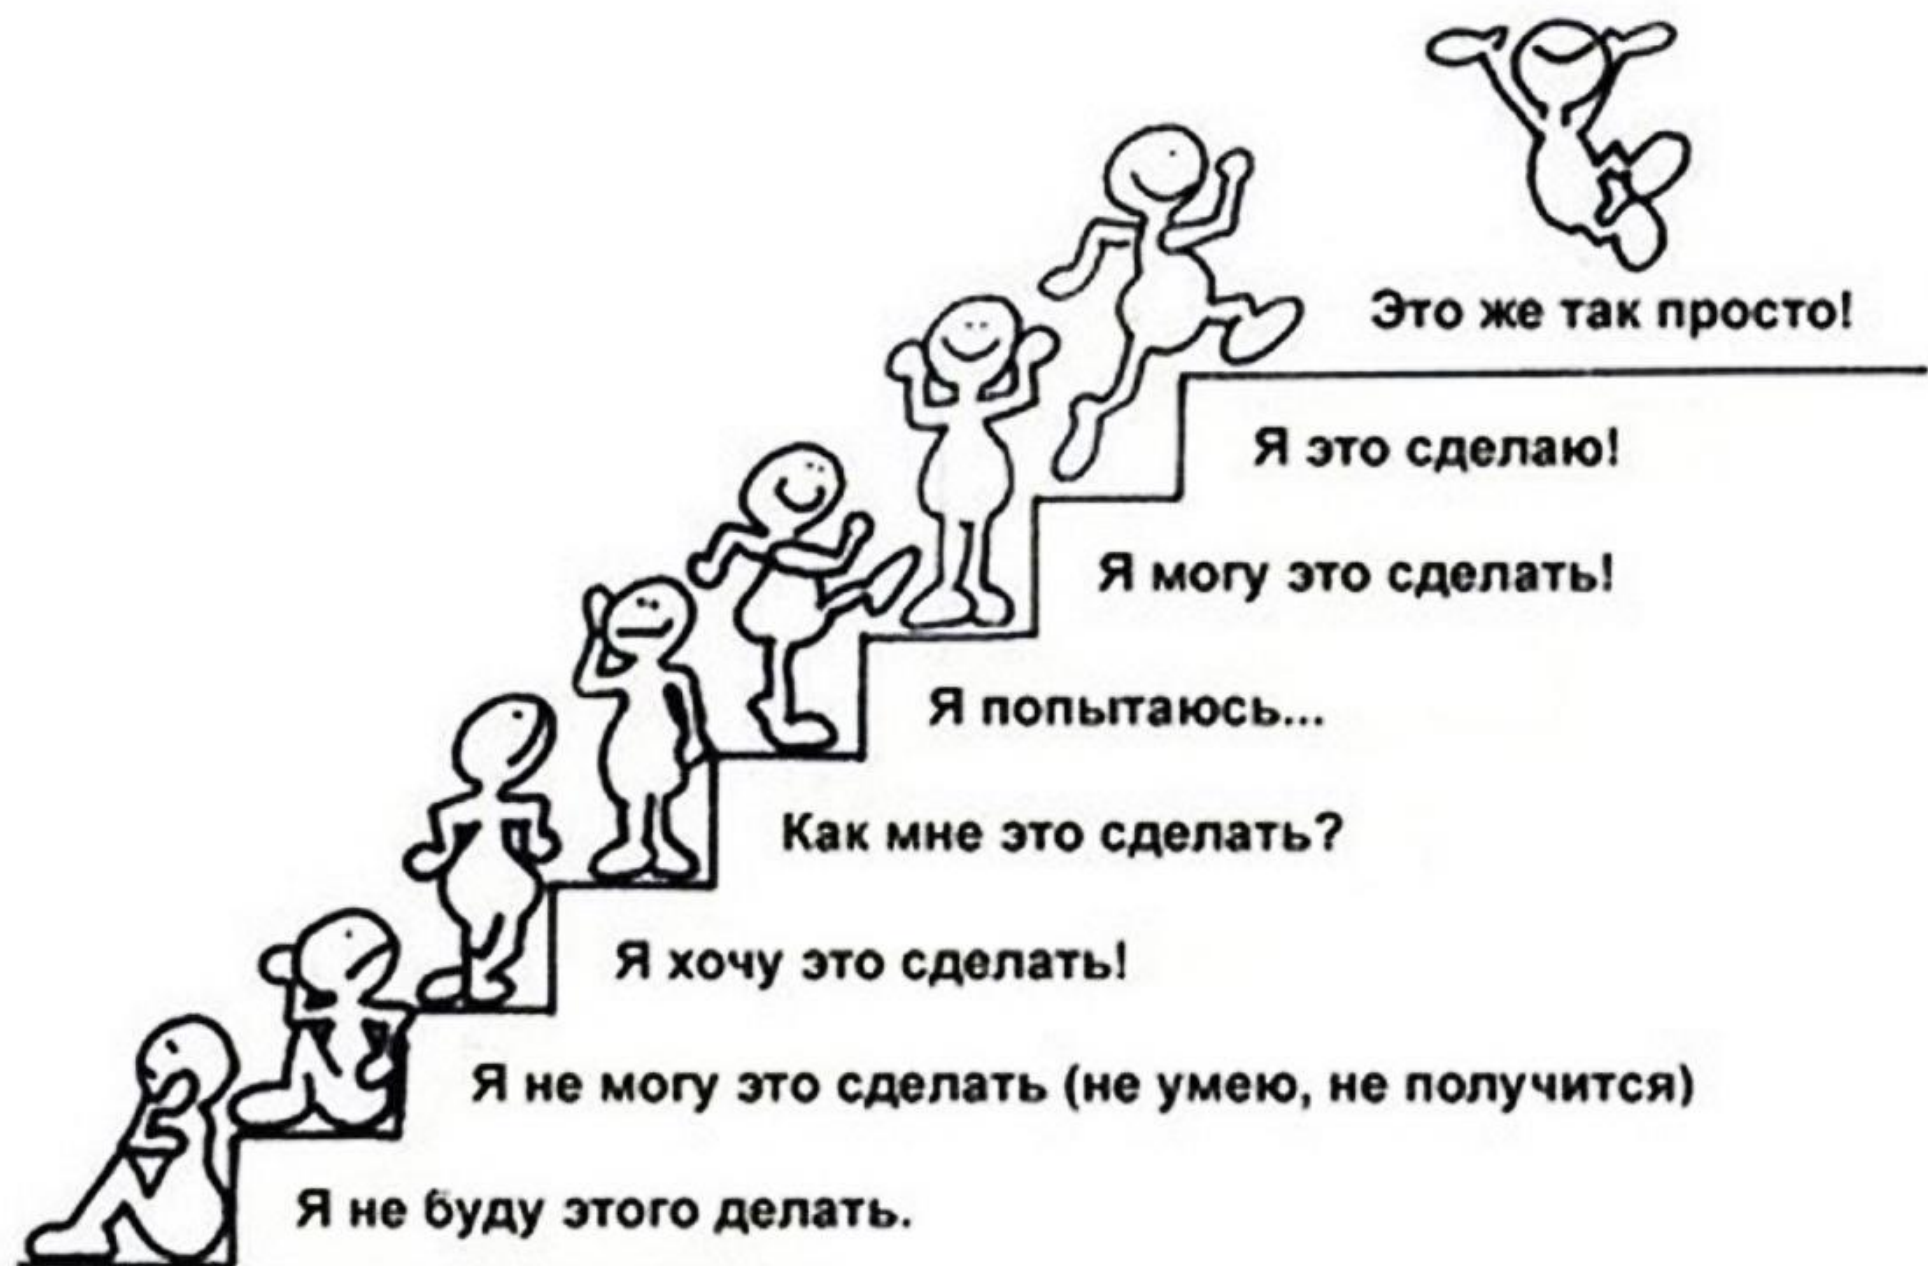 Это же так просто!
Я это сделаю!
Я могу это сделать!
Я попытаюсь...
Как мне это сделать?
Я хочу это сделать!
Я не могу это сделать (не умею, не получится)
Я не буду этого делать.